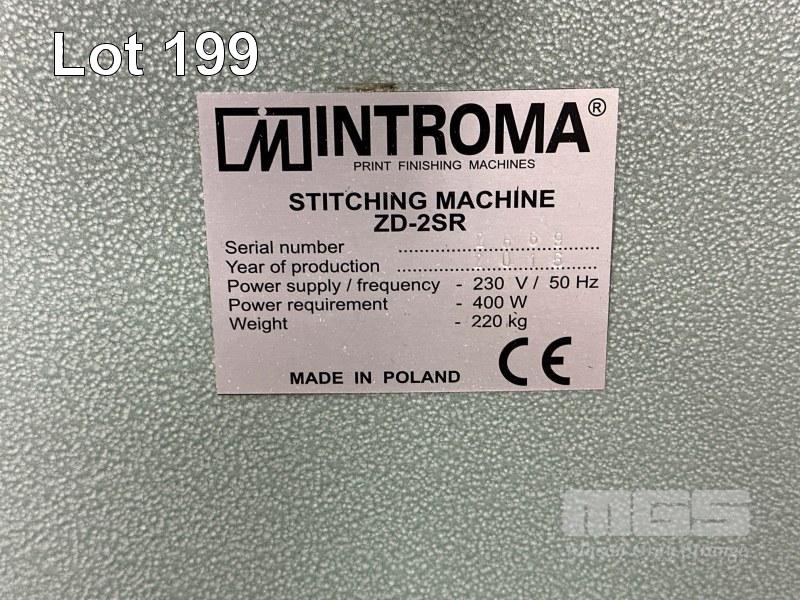 Lot 199
INTROMA®
PRINT FINISHING MACHINES
STITCHING MACHINE
ZD-2SR
Serial number ..............................
Year of production ..............................
Power supply / frequency - 230 V / 50 Hz
Power requirement - 400 W
Weight - 220 kg
MADE IN POLAND CE
MGS